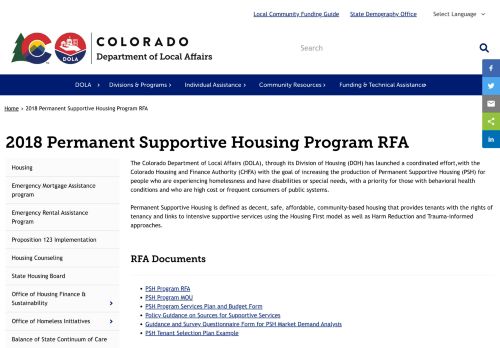 Local Community Funding Guide State Demography Office Select Language
COLORADO
Department of Local Affairs
DOLA
Search
DOLA Divisions & Programs Individual Assistance Community Resources Funding & Technical Assistance
Home > 2018 Permanent Supportive Housing Program RFA
2018 Permanent Supportive Housing Program RFA
Housing
Emergency Mortgage Assistance
program
Emergency Rental Assistance
Program
Proposition 123 Implementation
Housing Counseling
State Housing Board
Office of Housing Finance &
Sustainability
Office of Homeless Initiatives
Balance of State Continuum of Care
The Colorado Department of Local Affairs (DOLA), through its Division of Housing (DOH) has launched a coordinated effort,with the
Colorado Housing and Finance Authority (CHFA) with the goal of increasing the production of Permanent Supportive Housing (PSH) for
people who are experiencing homelessness and have disabilities or special needs, with a priority for those with behavioral health
conditions and who are high cost or frequent consumers of public systems.
Permanent Supportive Housing is defined as decent, safe, affordable, community-based housing that provides tenants with the rights of
tenancy and links to intensive supportive services using the Housing First model as well as Harm Reduction and Trauma-informed
approaches.
RFA Documents
PSH Program RFA
PSH Program MOU
PSH Program Services Plan and Budget Form
Policy Guidance on Sources for Supportive Services
Guidance and Survey Questionnaire Form for PSH Market Demand Analysis
PSH Tenant Selection Plan Example